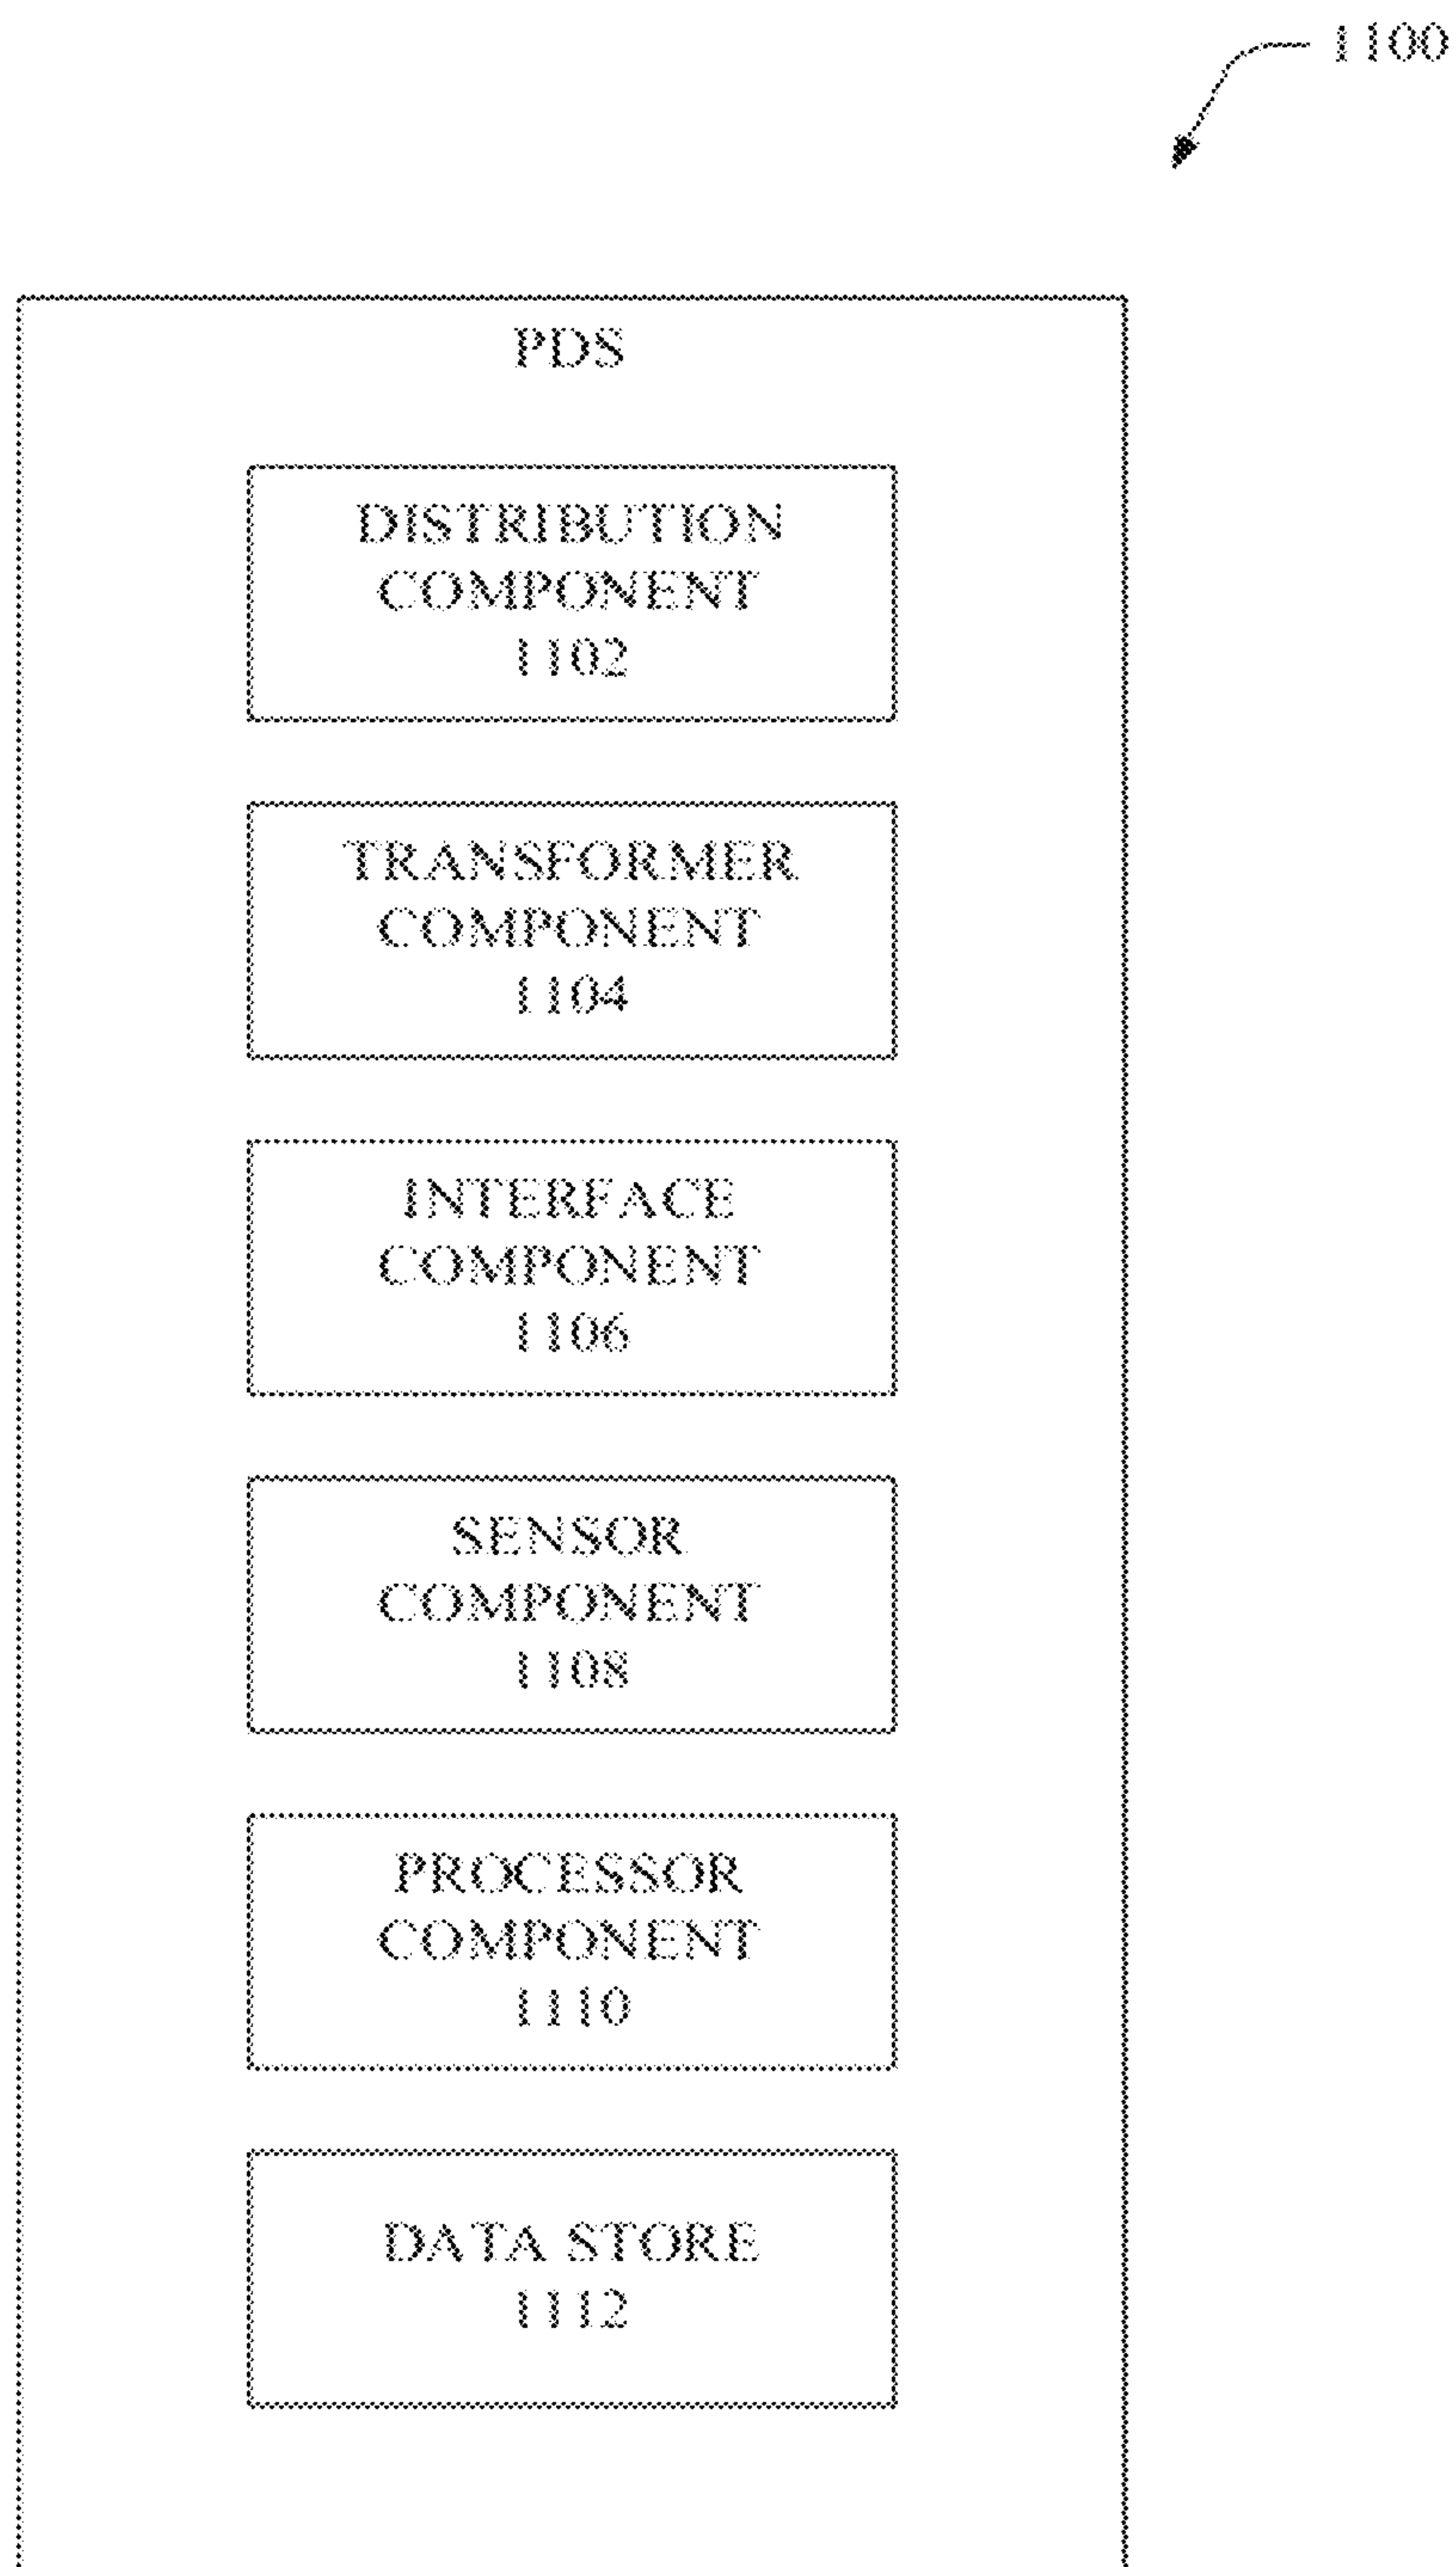 1100
PDS
DISTRIBUTION
COMPONENT
1102
TRANSFORMER
COMPONENT
1104
INTERFACE
COMPONENT
1106
SENSOR
COMPONENT
1108
PROCESSOR
COMPONENT
1110
DATA STORE
1112